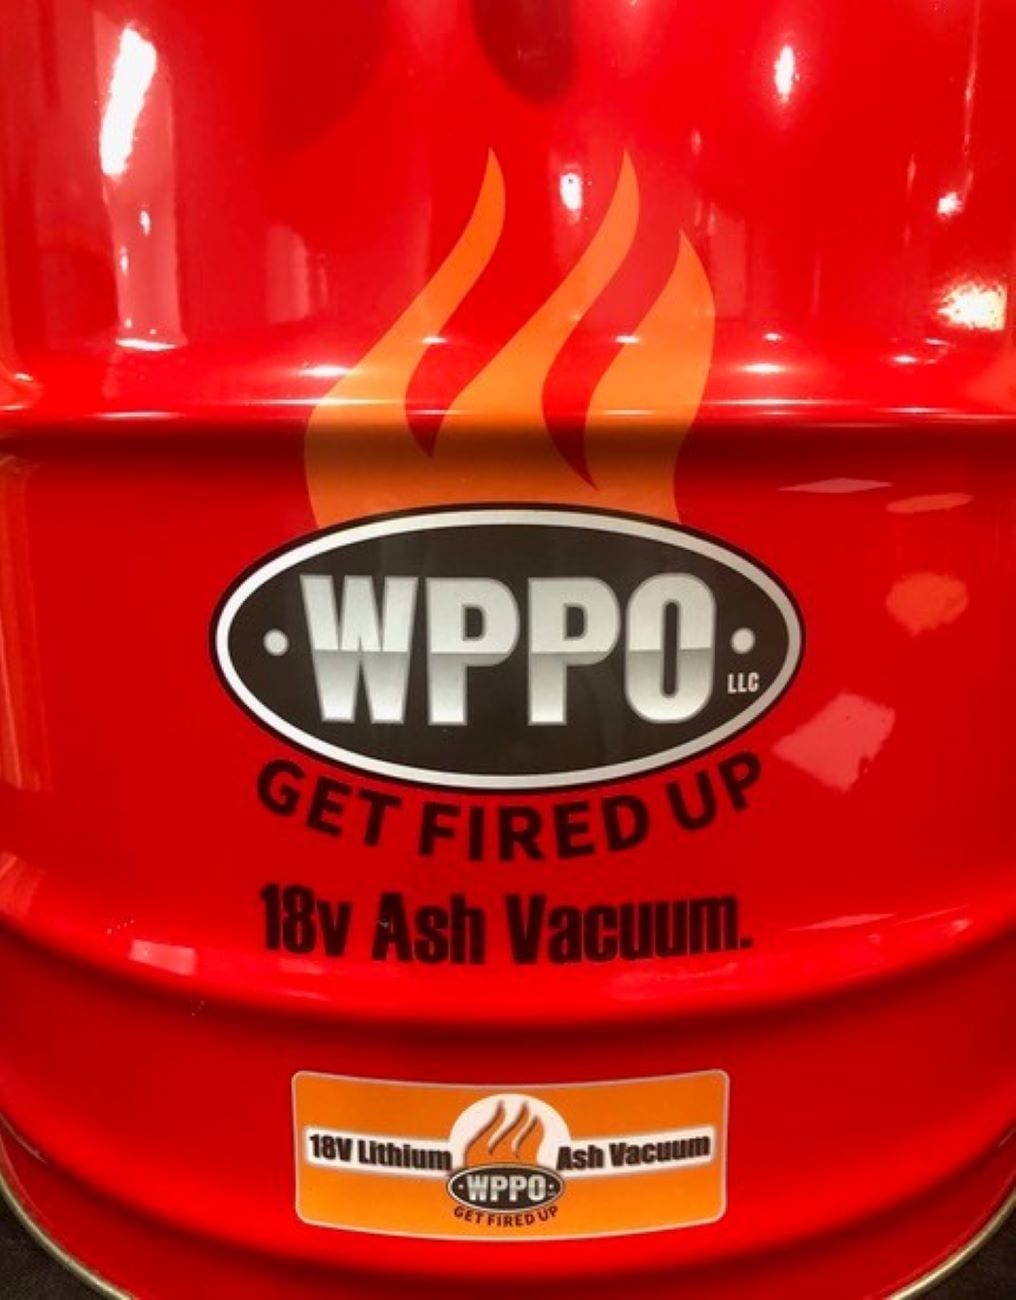 WPPO
LLC
GET FIRED UP
18v Ash Vacuum.
18V Lithium Ash Vacuum
WPPO
GET FIRED UP